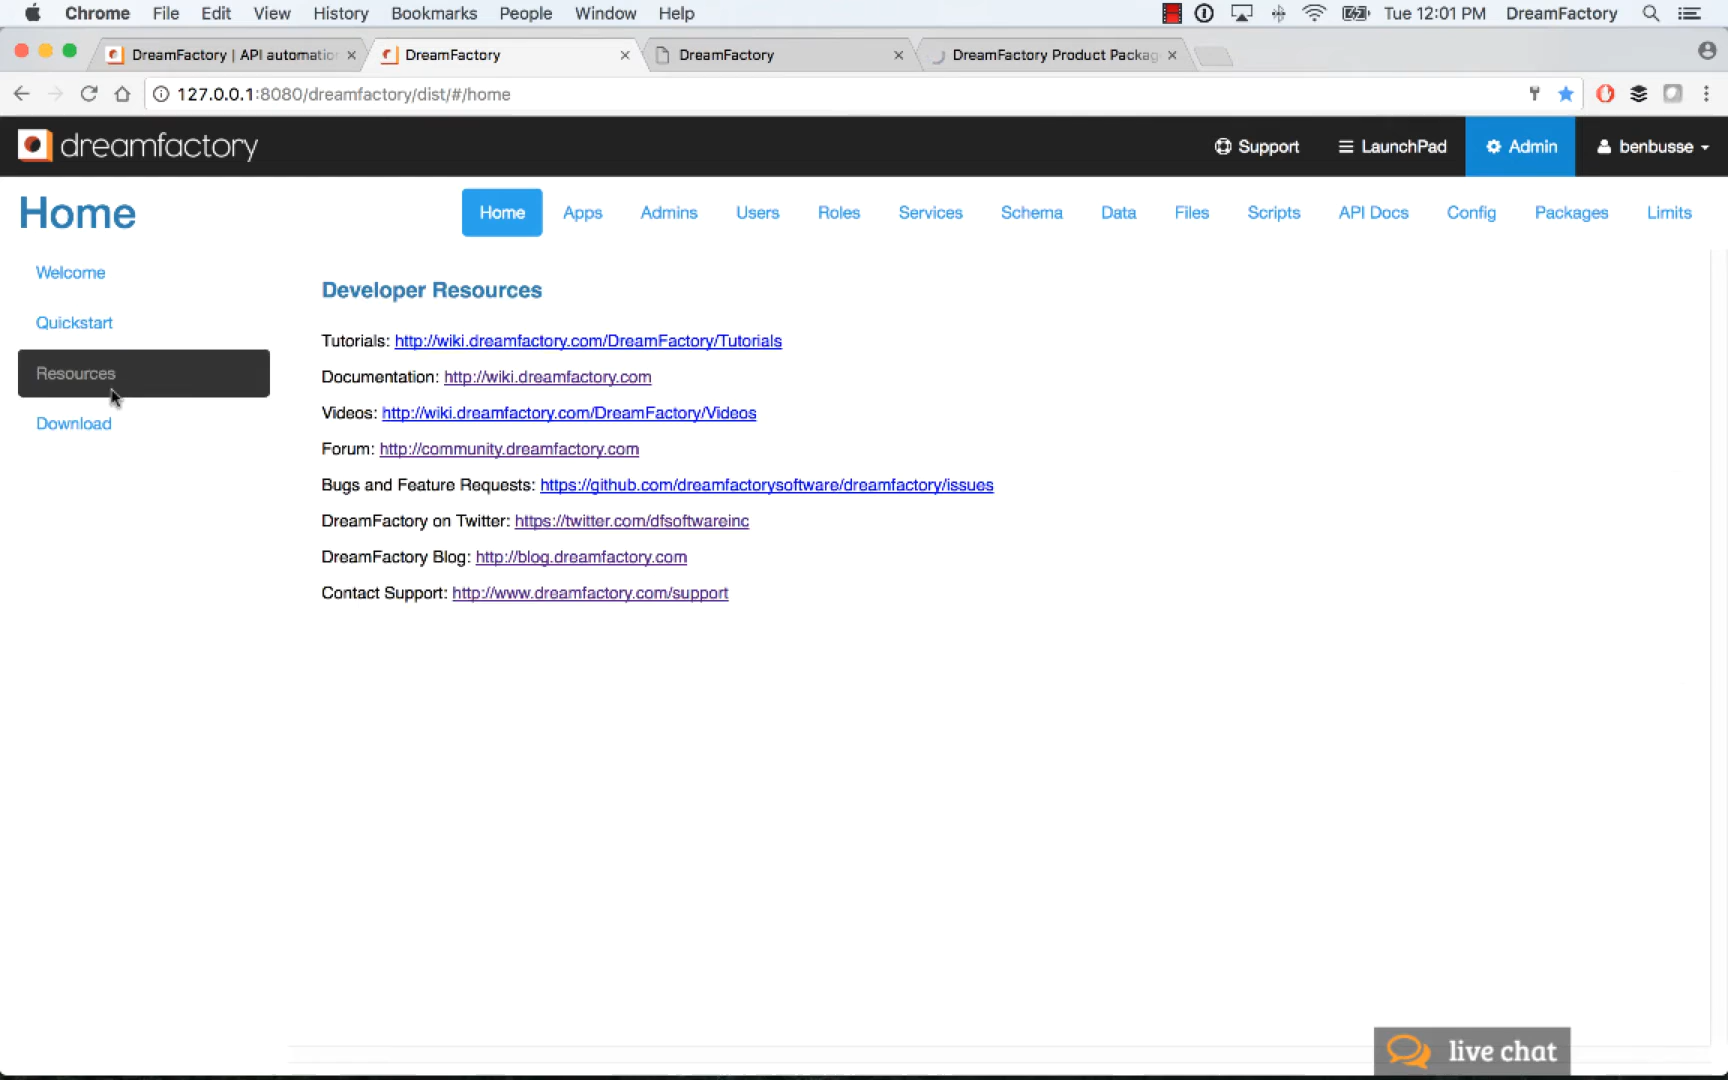 Chrome File Edit View History Bookmarks People Window Help Tue 12:01 PM DreamFactory
DreamFactory | API automatio DreamFactory DreamFactory DreamFactory Product Packag
127.0.0.1:8080/dreamfactory/dist/#/home
dreamfactory Support LaunchPad Admin benbusse
Home Home Apps Admins Users Roles Services Schema Data Files Scripts API Docs Config Packages Limits
Welcome
Quickstart
Resources
Download
Developer Resources
Tutorials: http://wiki.dreamfactory.com/DreamFactory/Tutorials
Documentation: http://wiki.dreamfactory.com
Videos: http://wiki.dreamfactory.com/DreamFactory/Videos
Forum: http://community.dreamfactory.com
Bugs and Feature Requests: https://github.com/dreamfactorysoftware/dreamfactory/issues
DreamFactory on Twitter: https://twitter.com/dfsoftwareinc
DreamFactory Blog: http://blog.dreamfactory.com
Contact Support: http://www.dreamfactory.com/support
live chat